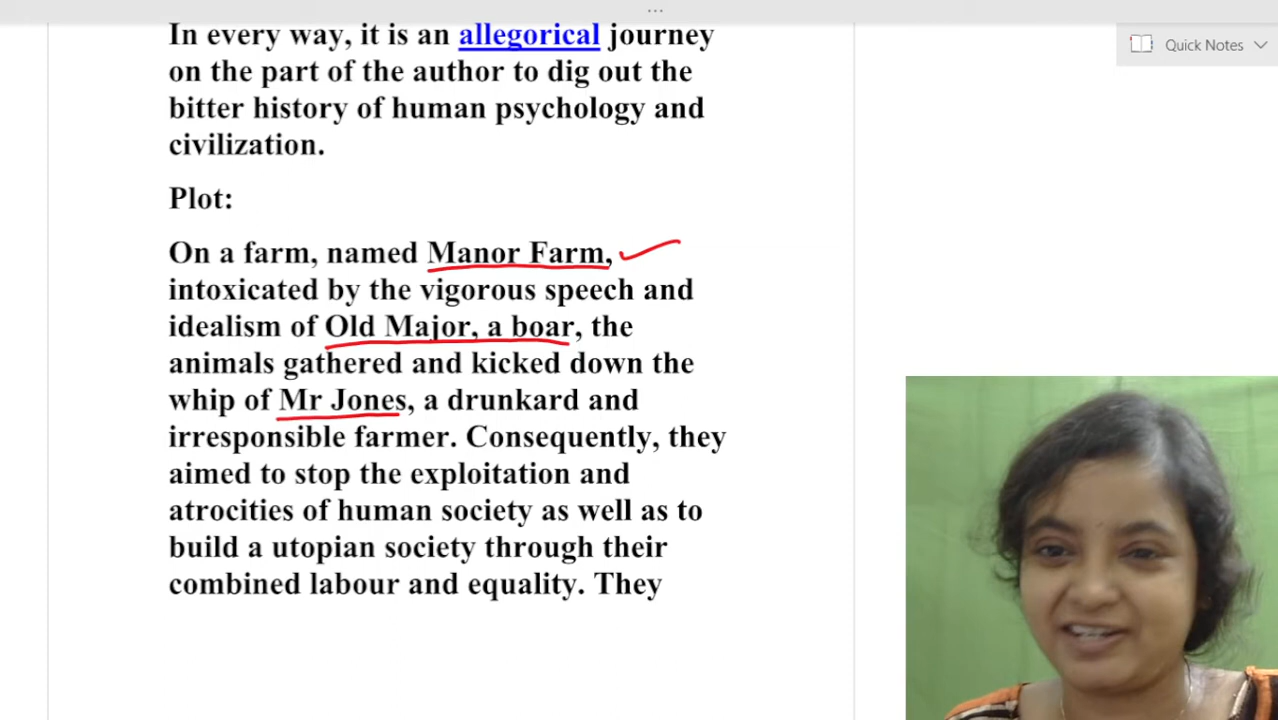 In every way, it is an allegorical journey
on the part of the author to dig out the
bitter history of human psychology and
civilization.
Plot:
On a farm, named Manor Farm,
intoxicated by the vigorous speech and
idealism of Old Major, a boar, the
animals gathered and kicked down the
whip of Mr Jones, a drunkard and
irresponsible farmer. Consequently, they
aimed to stop the exploitation and
atrocities of human society as well as to
build a utopian society through their
combined labour and equality. They
Quick Notes